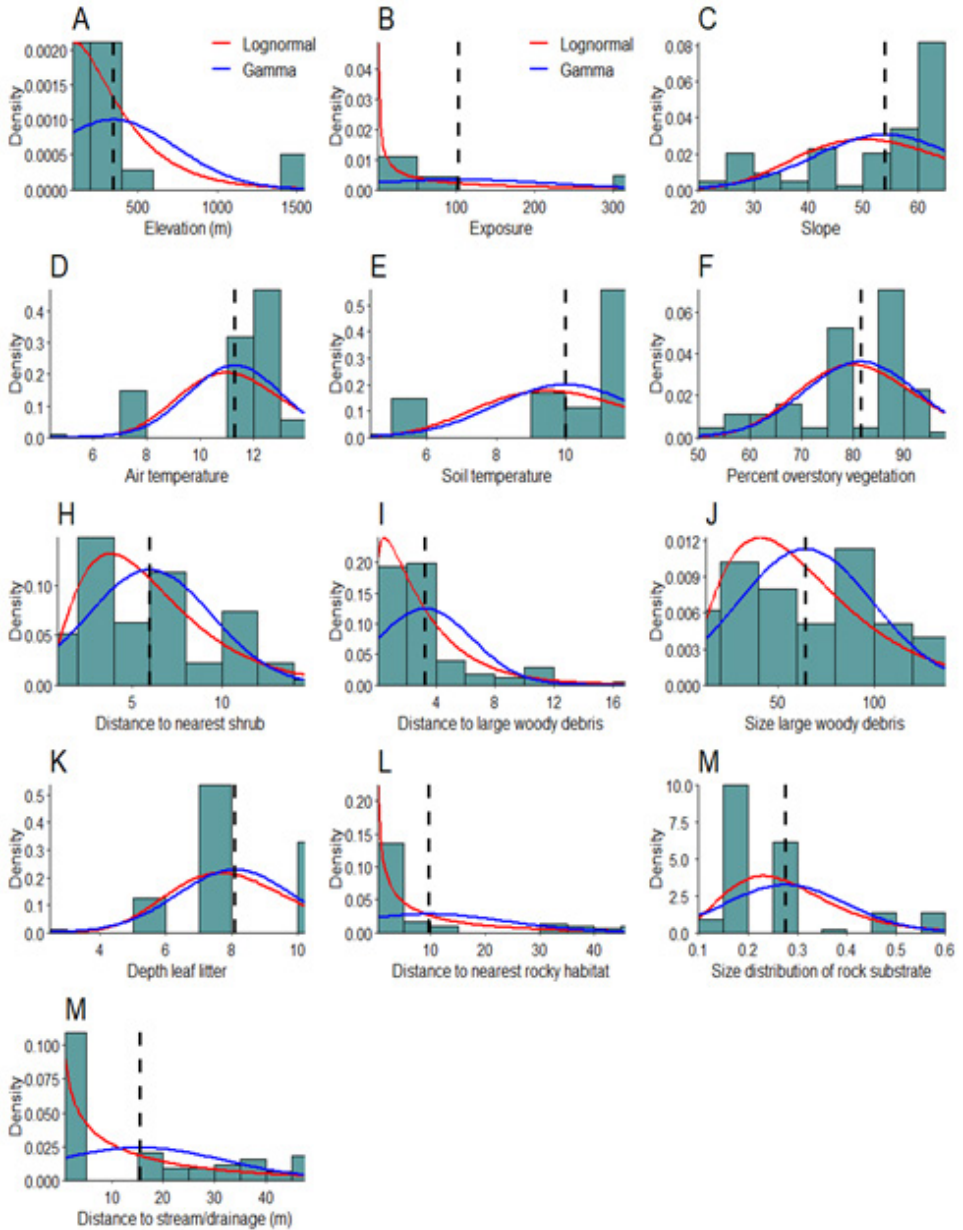 A
B
C
Lognormal
Gamma
Lognormal
Gamma
Density
0.0020
0.0015
0.0010
0.0005
0.0000
500
1000
1500
Elevation (m)
Density
0.04
0.03
0.02
0.01
0.00
0
100
200
300
Exposure
Density
0.08
0.06
0.04
0.02
0.00
20
30
40
50
60
Slope
D
E
F
Density
0.4
0.3
0.2
0.1
0.0
6
8
10
12
Air temperature
Density
0.5
0.4
0.3
0.2
0.1
0.0
6
8
10
Soil temperature
Density
0.06
0.04
0.02
0.00
50
60
70
80
90
Percent overstory vegetation
H
I
J
Density
0.10
0.05
0.00
5
10
Distance to nearest shrub
Density
0.20
0.15
0.10
0.05
0.00
4
8
12
16
Distance to large woody debris
Density
0.012
0.009
0.006
0.003
0.000
50
100
Size large woody debris
K
L
M
Density
0.5
0.4
0.3
0.2
0.1
0.0
4
6
8
10
Depth leaf litter
Density
0.20
0.15
0.10
0.05
0.00
10
20
30
40
Distance to nearest rocky habitat
Density
10.0
7.5
5.0
2.5
0.0
0.1
0.2
0.3
0.4
0.5
0.6
Size distribution of rock substrate
M
Density
0.100
0.075
0.050
0.025
0.000
10
20
30
40
Distance to stream/drainage (m)